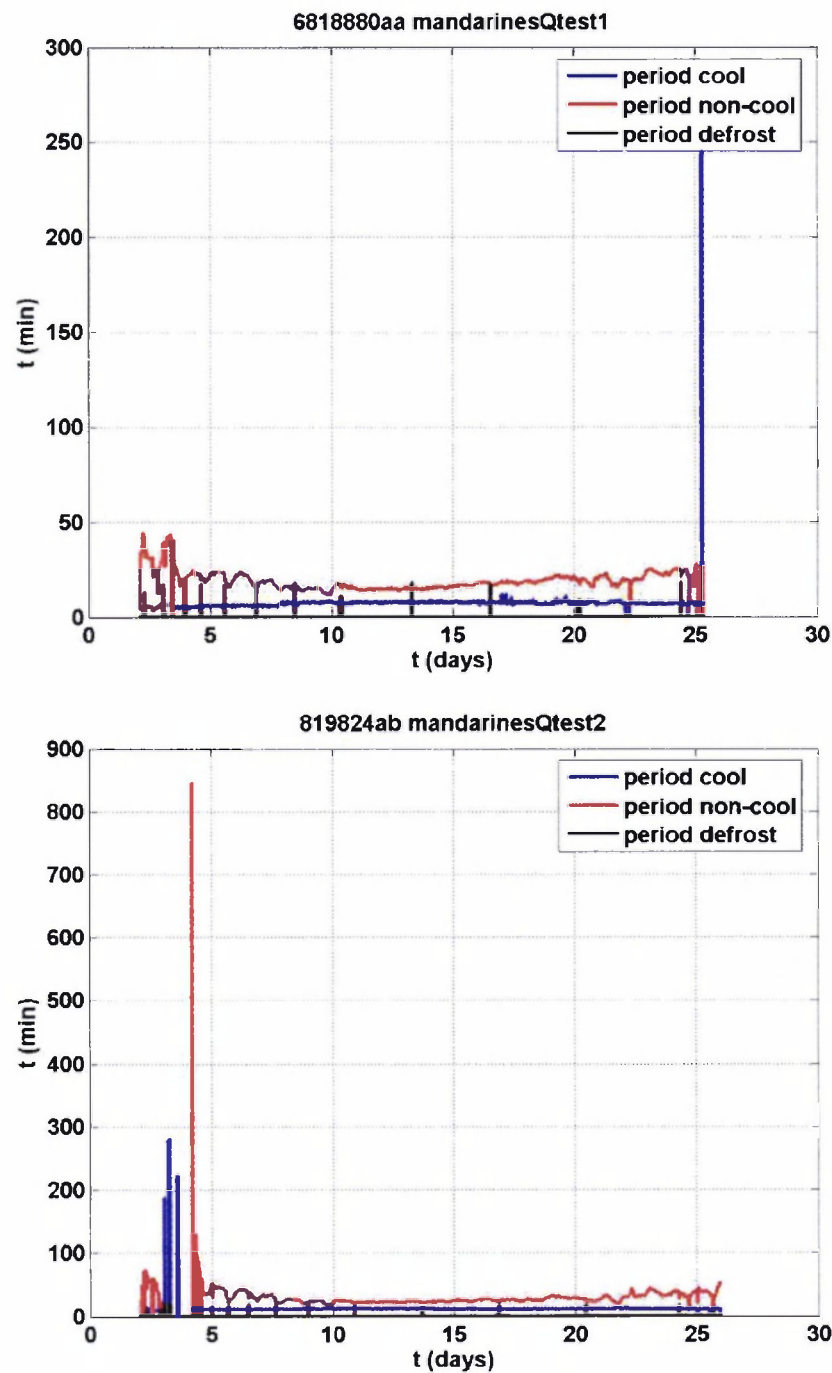 6818880aa mandarinesQtest1
300
250
200
150
100
50
0
t (min)
period cool
period non-cool
period defrost
0 5 10 15 20 25 30
t (days)
819824ab mandarinesQtest2
900
800
700
600
500
400
300
200
100
0
t (min)
period cool
period non-cool
period defrost
0 5 10 15 20 25 30
t (days)